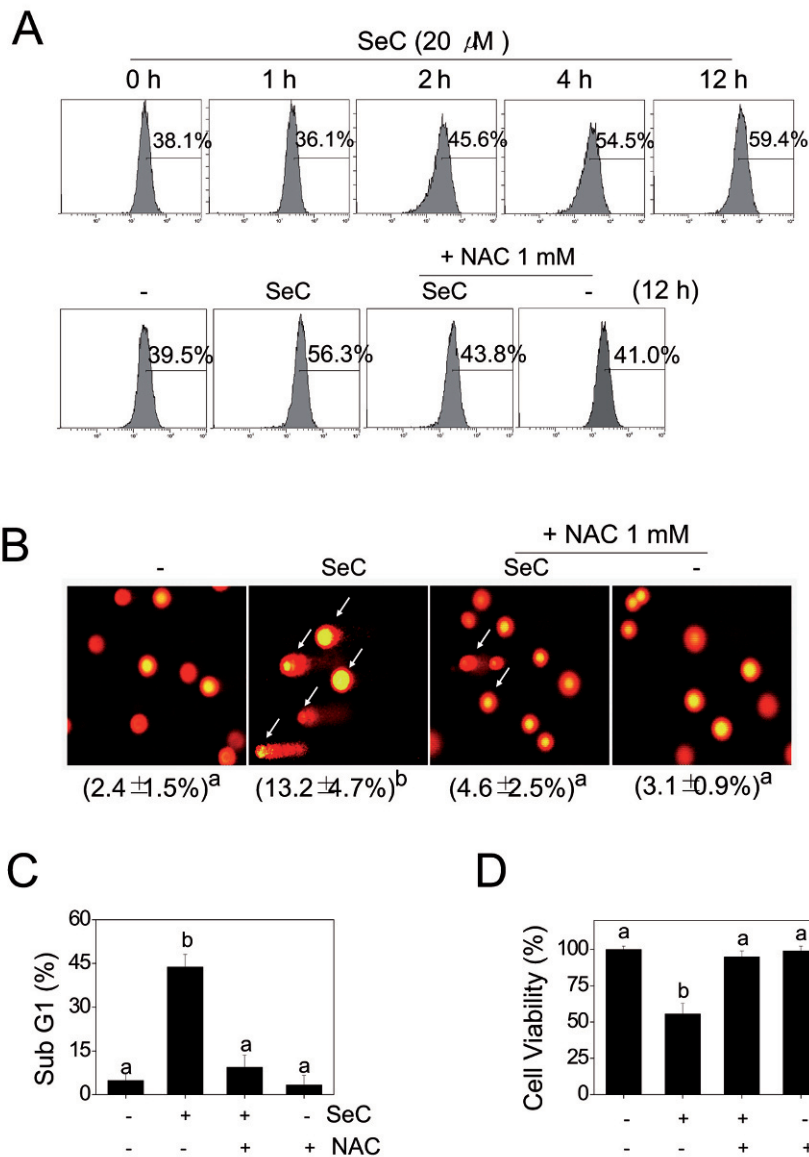 A
SeC (20 μM)
0 h 1 h 2 h 4 h 12 h
38.1% 36.1% 45.6% 54.5% 59.4%
+ NAC 1 mM
- SeC SeC - (12 h)
39.5% 56.3% 43.8% 41.0%
B
+ NAC 1 mM
- SeC SeC -
(2.4 ±1.5%)a (13.2 ±4.7%)b (4.6 ±2.5%)a (3.1 ±0.9%)a
C
60
45
30
15
0
Sub G1 (%)
a b a a
- + + - SeC
- - + + NAC
D
100
75
50
25
0
Cell Viability (%)
a b a a
- + + -
- - + +